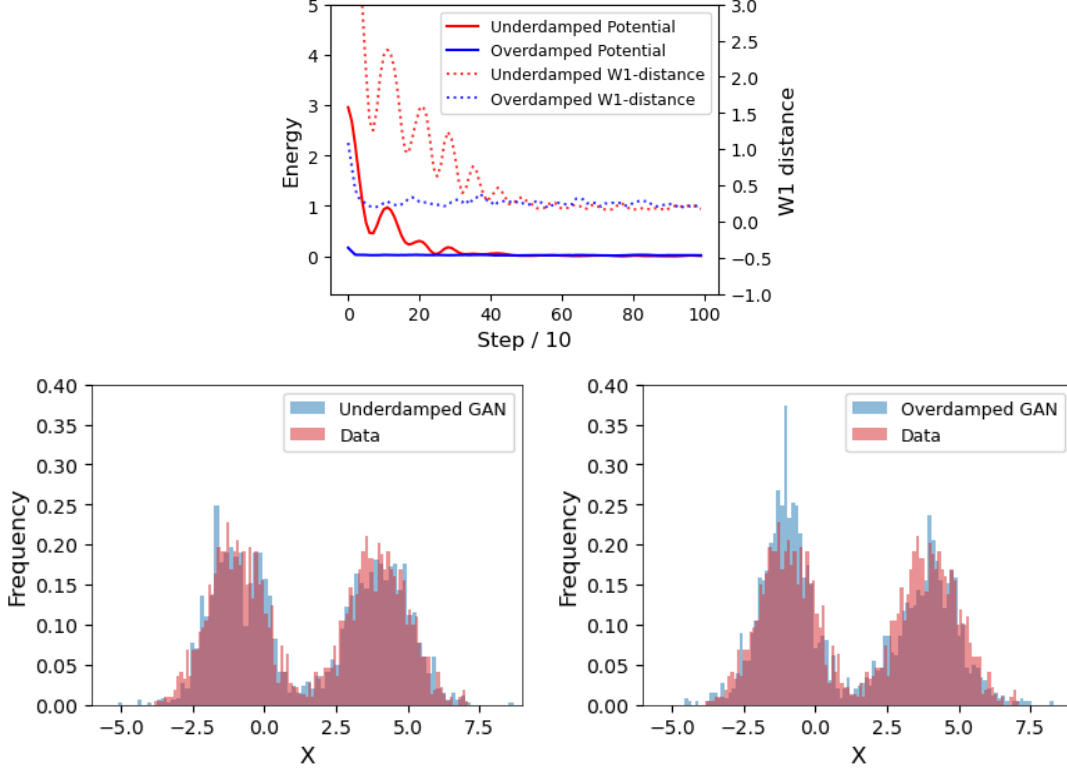 Underdamped Potential
Overdamped Potential
Underdamped W1-distance
Overdamped W1-distance
Energy
5
4
3
2
1
0
W1 distance
3.0
2.5
2.0
1.5
1.0
0.5
0.0
−0.5
−1.0
0 20 40 60 80 100
Step / 10
Underdamped GAN
Data
Frequency
0.40
0.35
0.30
0.25
0.20
0.15
0.10
0.05
0.00
−5.0 −2.5 0.0 2.5 5.0 7.5
X
Overdamped GAN
Data
Frequency
0.40
0.35
0.30
0.25
0.20
0.15
0.10
0.05
0.00
−5.0 −2.5 0.0 2.5 5.0 7.5
X